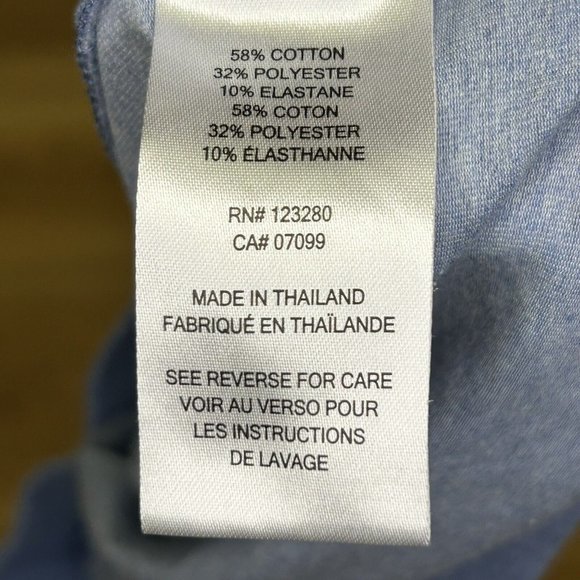 58% COTTON
32% POLYESTER
10% ELASTANE
58% COTON
32% POLYESTER
10% ÉLASTHANNE
RN# 123280
CA# 07099
MADE IN THAILAND
FABRIQUÉ EN THAÏLANDE
SEE REVERSE FOR CARE
VOIR AU VERSO POUR
LES INSTRUCTIONS
DE LAVAGE